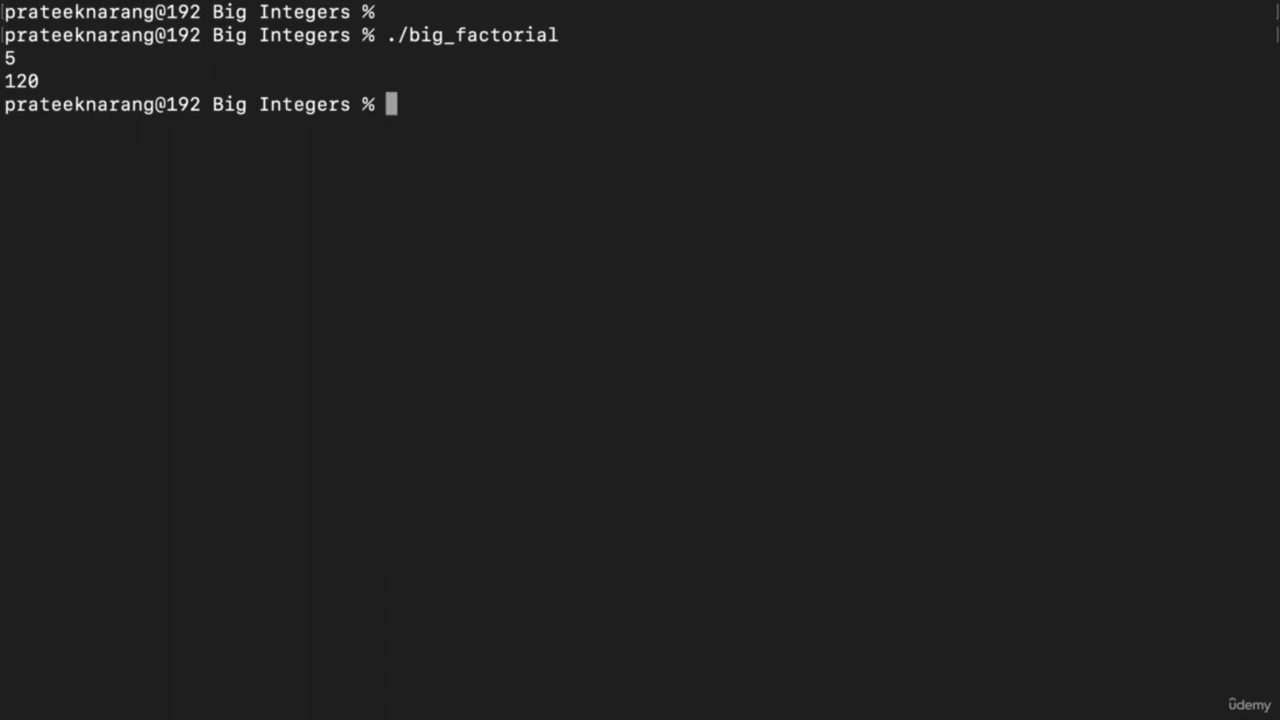 prateeknarang@192 Big Integers %
prateeknarang@192 Big Integers % ./big_factorial
5
120
prateeknarang@192 Big Integers %
ûdemy